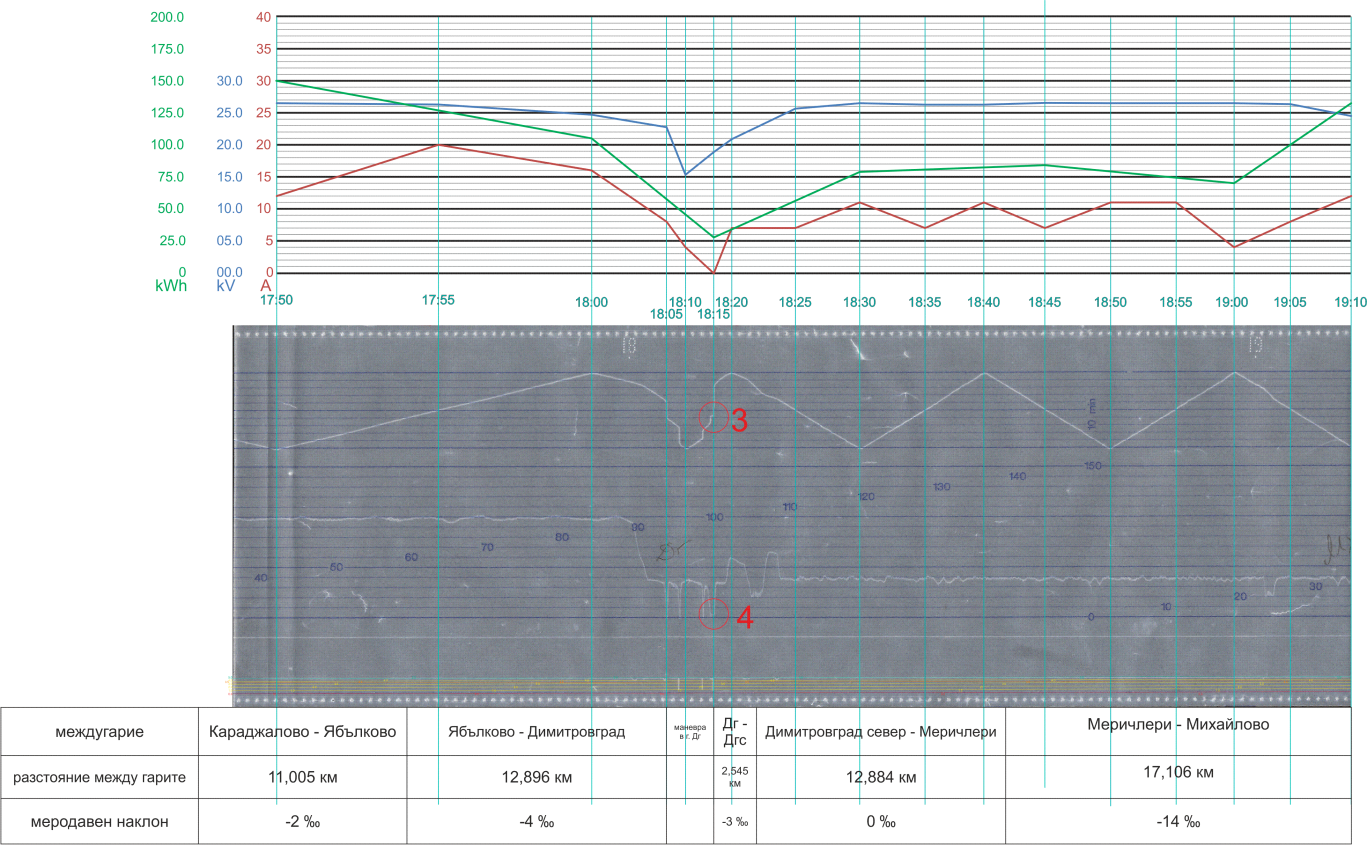 200.0 40
175.0 35
150.0 30.0 30
125.0 25.0 25
100.0 20.0 20
75.0 15.0 15
50.0 10.0 10
25.0 05.0 5
0 00.0 0
kWh kV A
17:50 17:55 18:00 18:10 18:20 18:25 18:30 18:35 18:40 18:45 18:50 18:55 19:00 19:05 19:10
18:05 18:15
3
10 min
40 50 60 70 80 90 100 110 120 130 140 150
4
0 10 20 30
междугарие Караджалово - Ябълково Ябълково - Димитровград маневра в г. Дг Дг - Дгс Димитровград север - Меричлери Меричлери - Михайлово
разстояние между гарите 11,005 км 12,896 км 2,545 км 12,884 км 17,106 км
меродавен наклон -2 ‰ -4 ‰ -3 ‰ 0 ‰ -14 ‰